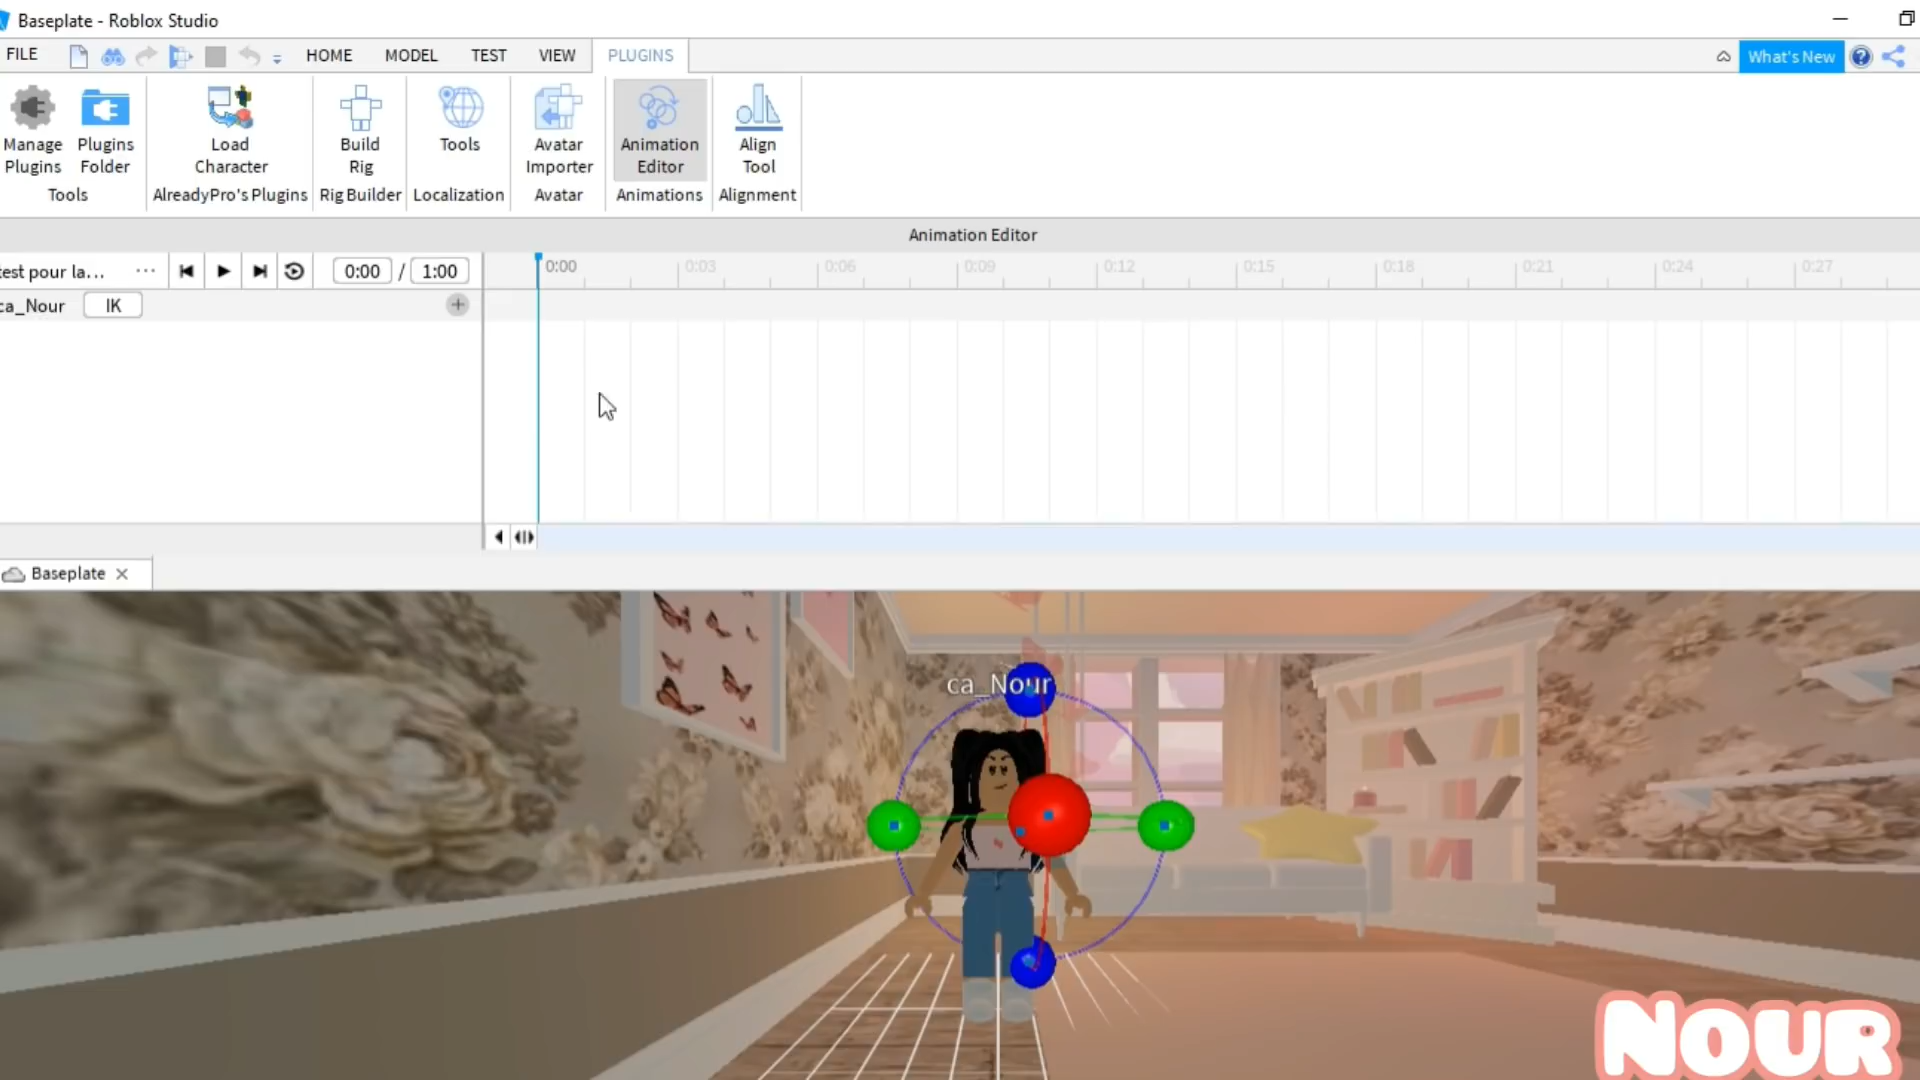 Baseplate - Roblox Studio
FILE HOME MODEL TEST VIEW PLUGINS What's New
Manage Plugins
Plugins Folder
Load Character
Build Rig
Tools
Avatar Importer
Animation Editor
Align Tool
Tools AlreadyPro's Plugins Rig Builder Localization Avatar Animations Alignment
Animation Editor
test pour la... ... 0:00 / 1:00 0:00 0:03 0:06 0:09 0:12 0:15 0:18 0:21 0:24 0:27
ca_Nour IK
Baseplate
ca_Nour
NOUR